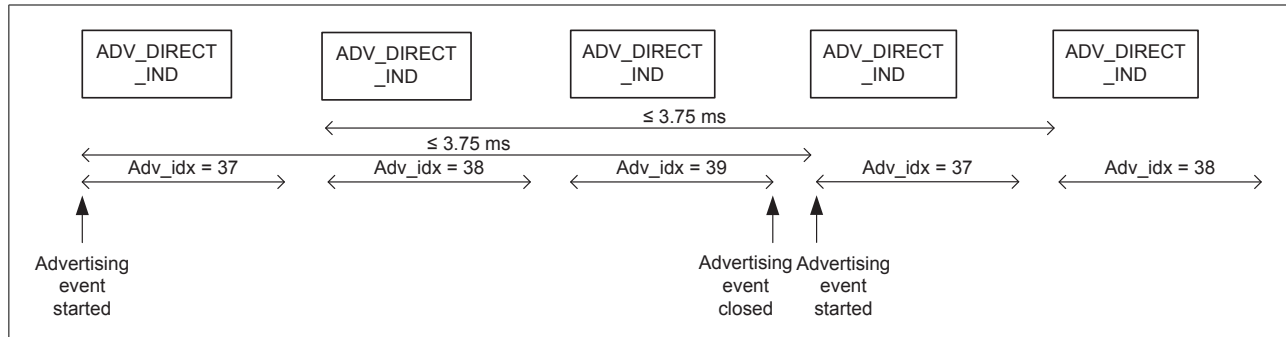 ADV_DIRECT
_IND
ADV_DIRECT
_IND
ADV_DIRECT
_IND
ADV_DIRECT
_IND
ADV_DIRECT
_IND
≤ 3.75 ms
≤ 3.75 ms
Adv_idx = 37
Adv_idx = 38
Adv_idx = 39
Adv_idx = 37
Adv_idx = 38
Advertising
event
started
Advertising
event
closed
Advertising
event
started